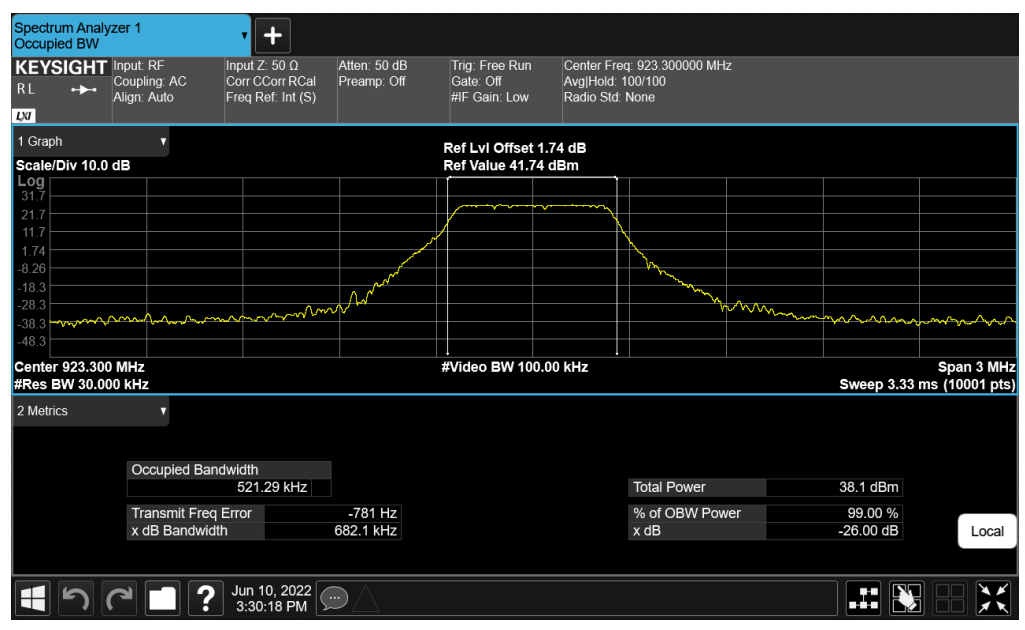 Spectrum Analyzer 1
Occupied BW
KEYSIGHT
R L
LXI
Input: RF
Coupling: AC
Align: Auto
Input Z: 50 Ω
Corr CCorr RCal
Freq Ref: Int (S)
Atten: 50 dB
Preamp: Off
Trig: Free Run
Gate: Off
#IF Gain: Low
Center Freq: 923.300000 MHz
Avg|Hold: 100/100
Radio Std: None
1 Graph
Scale/Div 10.0 dB
Ref Lvl Offset 1.74 dB
Ref Value 41.74 dBm
Log
31.7
21.7
11.7
1.74
-8.26
-18.3
-28.3
-38.3
-48.3
Center 923.300 MHz
#Video BW 100.00 kHz
Span 3 MHz
#Res BW 30.000 kHz
Sweep 3.33 ms (10001 pts)
2 Metrics
Occupied Bandwidth
521.29 kHz
Total Power 38.1 dBm
Transmit Freq Error -781 Hz
% of OBW Power 99.00 %
x dB Bandwidth 682.1 kHz
x dB -26.00 dB
Local
?
Jun 10, 2022
3:30:18 PM